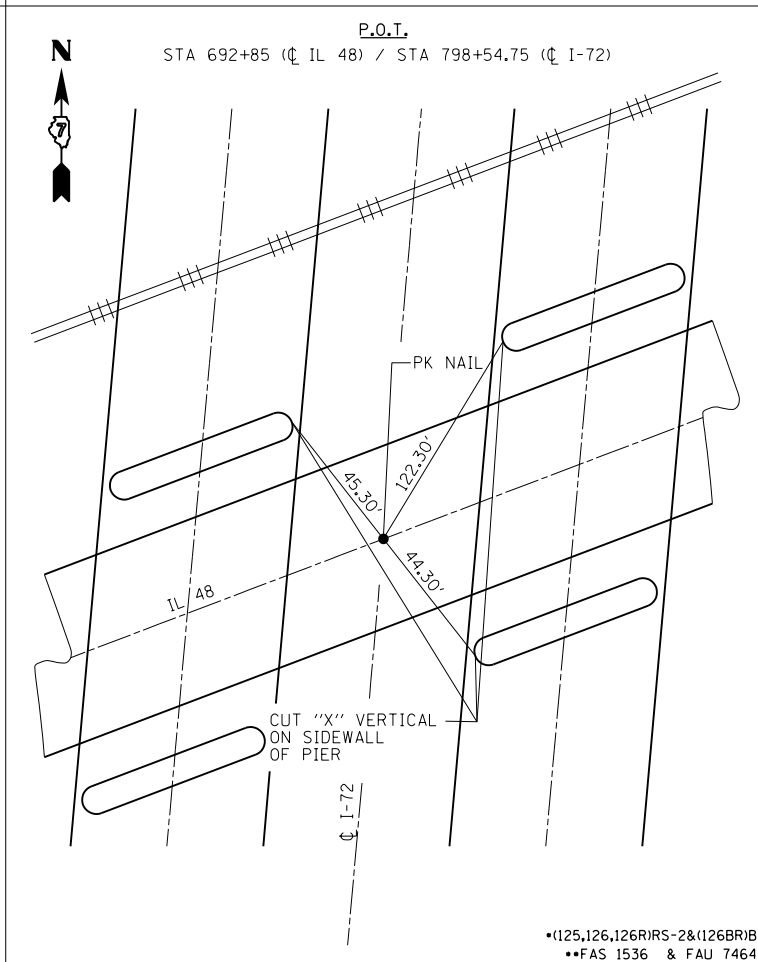 P.O.T.
STA 692+85 (℄ IL 48) / STA 798+54.75 (℄ I-72)
N
7
PK NAIL
45.30'
122.30'
44.30'
IL 48
CUT "X" VERTICAL
ON SIDEWALL
OF PIER
℄ I-72
•(125,126,126R)RS-2&(126BR)B
••FAS 1536 & FAU 7464